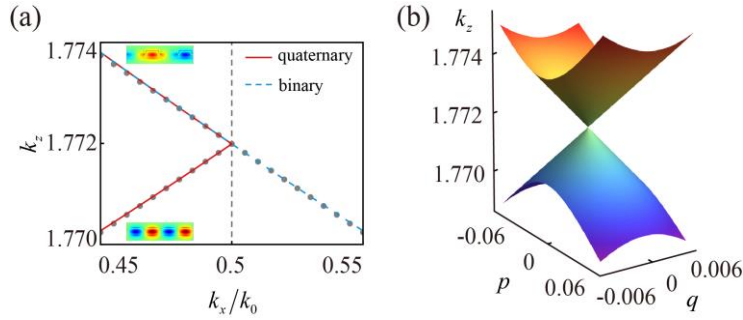 (a)
1.774
1.772
1.770
k_z
quaternary
binary
0.45
0.5
0.55
k_x/k_0
(b)
k_z
1.774
1.772
1.770
-0.06
0
0.06
p
-0.006
0
0.006
q